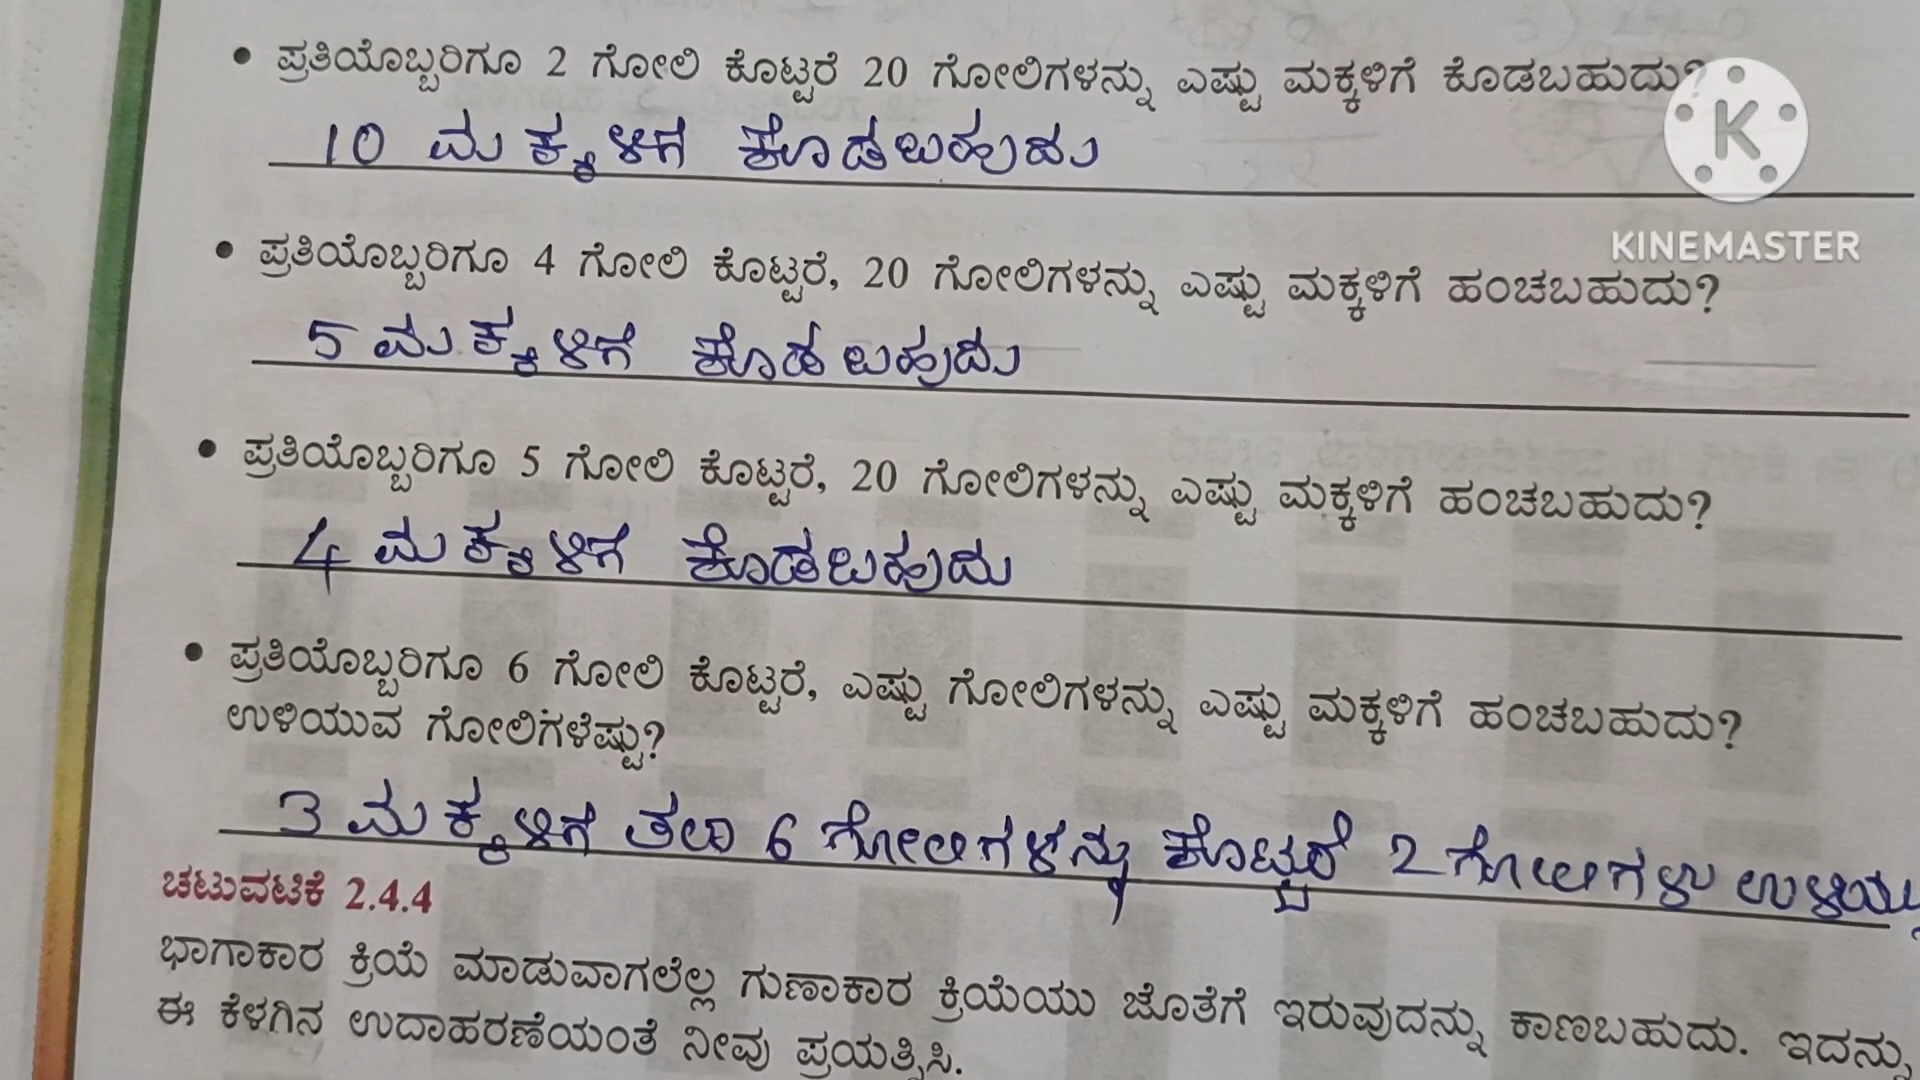 • ಪ್ರತಿಯೊಬ್ಬರಿಗೂ 2 ಗೋಲಿ ಕೊಟ್ಟರೆ 20 ಗೋಲಿಗಳನ್ನು ಎಷ್ಟು ಮಕ್ಕಳಿಗೆ ಕೊಡಬಹುದು?
10 ಮಕ್ಕಳಿಗೆ ಕೊಡಬಹುದು
K
KINEMASTER
• ಪ್ರತಿಯೊಬ್ಬರಿಗೂ 4 ಗೋಲಿ ಕೊಟ್ಟರೆ, 20 ಗೋಲಿಗಳನ್ನು ಎಷ್ಟು ಮಕ್ಕಳಿಗೆ ಹಂಚಬಹುದು?
5 ಮಕ್ಕಳಿಗೆ ಕೊಡಬಹುದು
• ಪ್ರತಿಯೊಬ್ಬರಿಗೂ 5 ಗೋಲಿ ಕೊಟ್ಟರೆ, 20 ಗೋಲಿಗಳನ್ನು ಎಷ್ಟು ಮಕ್ಕಳಿಗೆ ಹಂಚಬಹುದು?
4 ಮಕ್ಕಳಿಗೆ ಕೊಡಬಹುದು
• ಪ್ರತಿಯೊಬ್ಬರಿಗೂ 6 ಗೋಲಿ ಕೊಟ್ಟರೆ, ಎಷ್ಟು ಗೋಲಿಗಳನ್ನು ಎಷ್ಟು ಮಕ್ಕಳಿಗೆ ಹಂಚಬಹುದು?
ಉಳಿಯುವ ಗೋಲಿಗಳೆಷ್ಟು?
3 ಮಕ್ಕಳಿಗೆ ತಲಾ 6 ಗೋಲಿಗಳನ್ನು ಕೊಟ್ಟರೆ 2 ಗೋಲಿಗಳು
ಚಟುವಟಿಕೆ 2.4.4
ಭಾಗಾಕಾರ ಕ್ರಿಯೆ ಮಾಡುವಾಗಲೆಲ್ಲ ಗುಣಾಕಾರ ಕ್ರಿಯೆಯು ಜೊತೆಗೆ ಇರುವುದನ್ನು ಕಾಣಬಹುದು. ಇದನ್ನು
ಈ ಕೆಳಗಿನ ಉದಾಹರಣೆಯಂತೆ ನೀವು ಪ್ರಯತ್ನಿಸಿ.